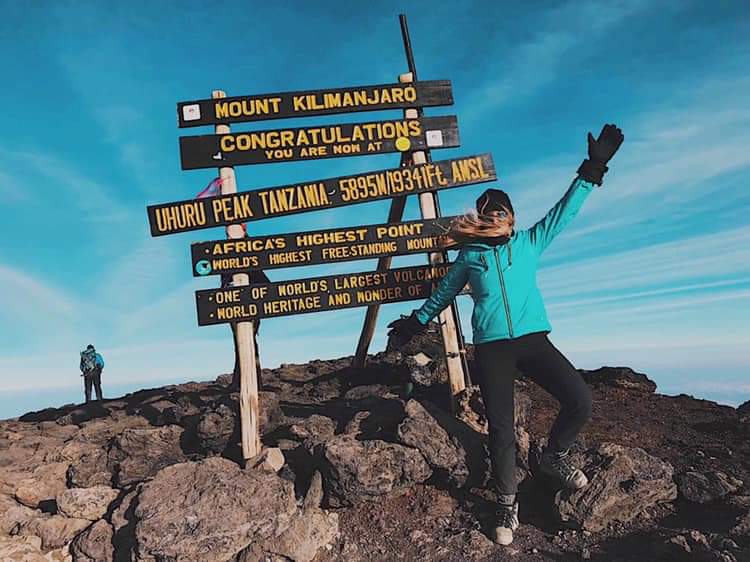 MOUNT KILIMANJARO
CONGRATULATIONS
YOU ARE NOW AT
UHURU PEAK TANZANIA. 5895M/19341Ft. AMSL
• AFRICA'S HIGHEST POINT
• WORLD'S HIGHEST FREE-STANDING
• ONE OF WORLD'S LARGEST
• WORLD HERITAGE AND WONDER OF